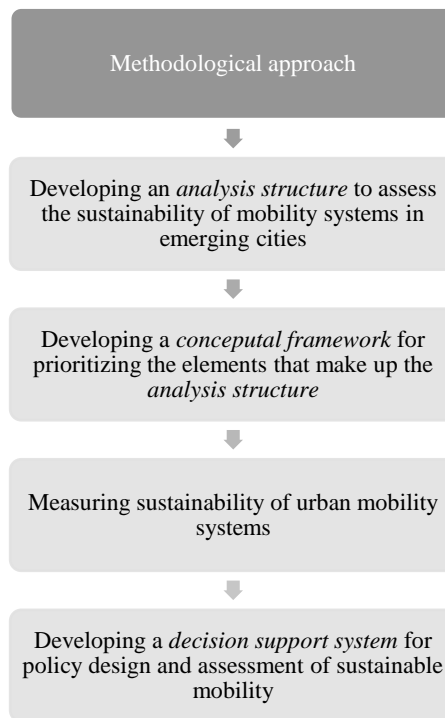 Methodological approach
Developing an analysis structure to assess
the sustainability of mobility systems in
emerging cities
Developing a conceputal framework for
prioritizing the elements that make up the
analysis structure
Measuring sustainability of urban mobility
systems
Developing a decision support system for
policy design and assessment of sustainable
mobility